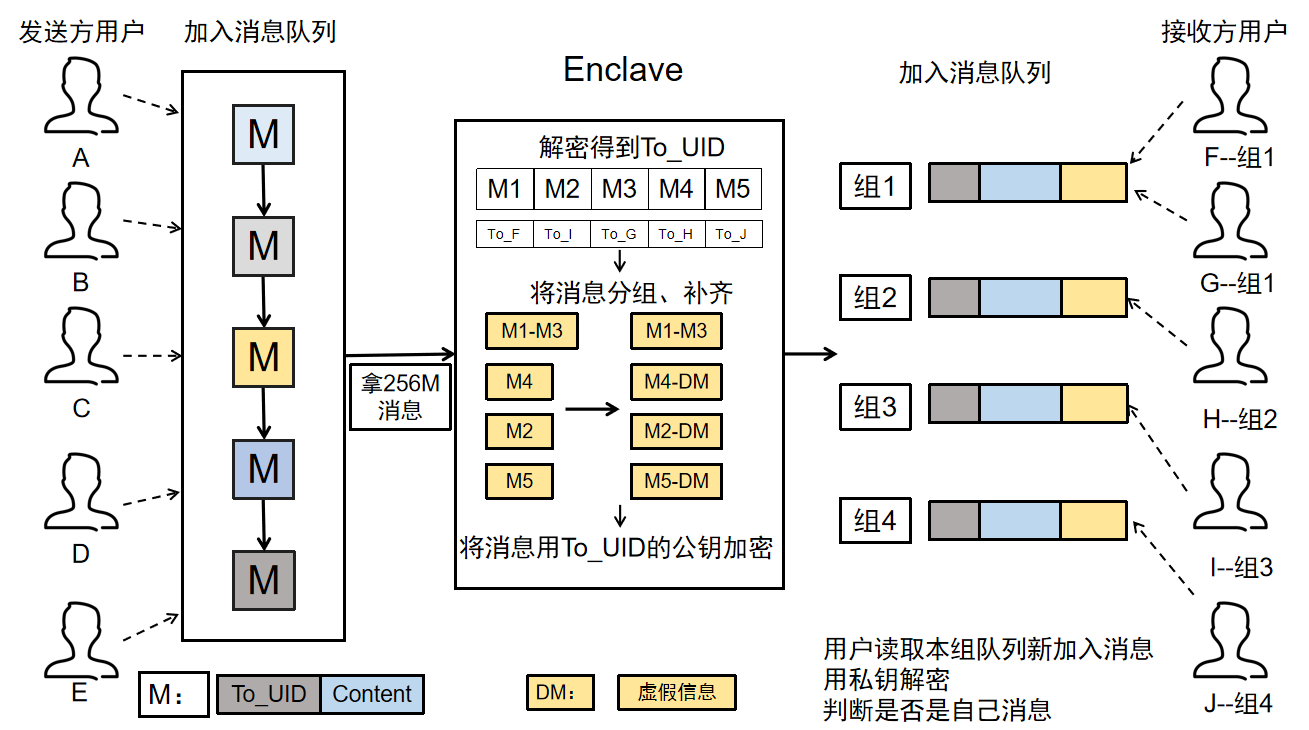 发送方用户
A
B
C
D
E
加入消息队列
M
M
M
M
M
拿256M
消息
Enclave
解密得到To_UID
M1 M2 M3 M4 M5
To_F To_I To_G To_H To_J
将消息分组、补齐
M1-M3 M1-M3
M4 M4-DM
M2 M2-DM
M5 M5-DM
将消息用To_UID的公钥加密
加入消息队列
组1
组2
组3
组4
接收方用户
F--组1
G--组1
H--组2
I--组3
J--组4
用户读取本组队列新加入消息
用私钥解密
判断是否是自己消息
M： To_UID Content
DM： 虚假信息